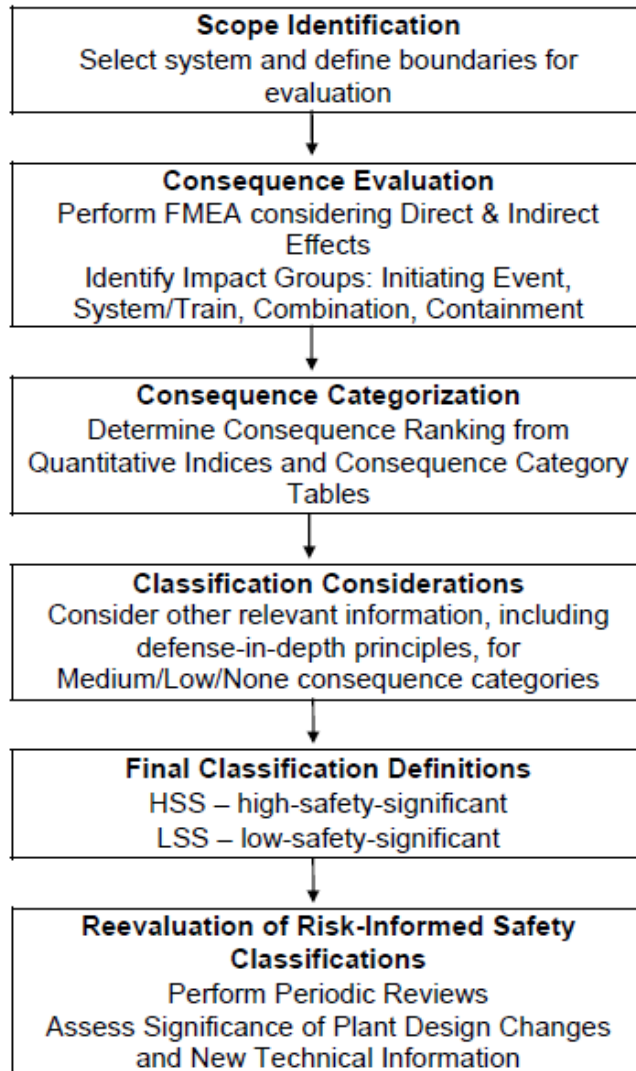 Scope Identification
Select system and define boundaries for
evaluation
Consequence Evaluation
Perform FMEA considering Direct & Indirect
Effects
Identify Impact Groups: Initiating Event,
System/Train, Combination, Containment
Consequence Categorization
Determine Consequence Ranking from
Quantitative Indices and Consequence Category
Tables
Classification Considerations
Consider other relevant information, including
defense-in-depth principles, for
Medium/Low/None consequence categories
Final Classification Definitions
HSS – high-safety-significant
LSS – low-safety-significant
Reevaluation of Risk-Informed Safety
Classifications
Perform Periodic Reviews
Assess Significance of Plant Design Changes
and New Technical Information